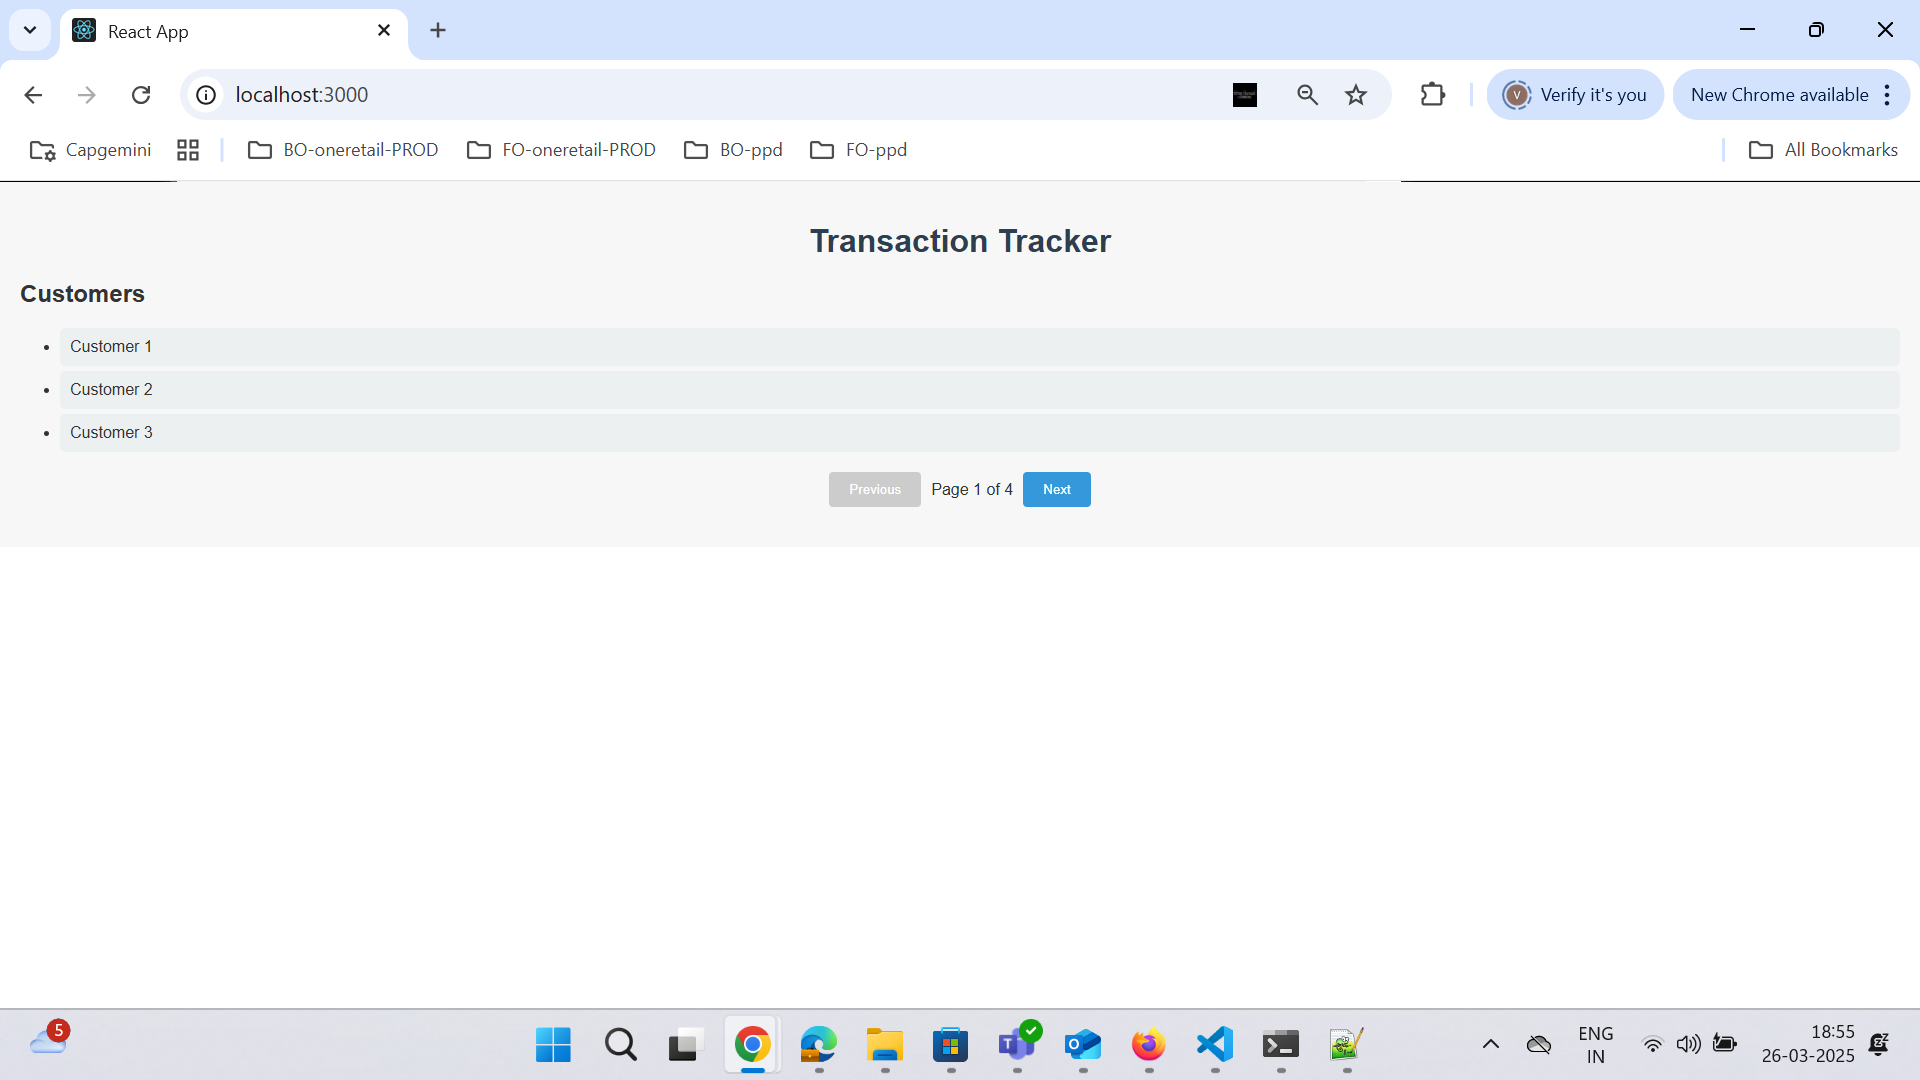 React App
localhost:3000
Verify it's you
New Chrome available
Capgemini
BO-oneretail-PROD
FO-oneretail-PROD
BO-ppd
FO-ppd
All Bookmarks
Transaction Tracker
Customers
Customer 1
Customer 2
Customer 3
Previous
Page 1 of 4
Next
5
ENG
IN
18:55
26-03-2025